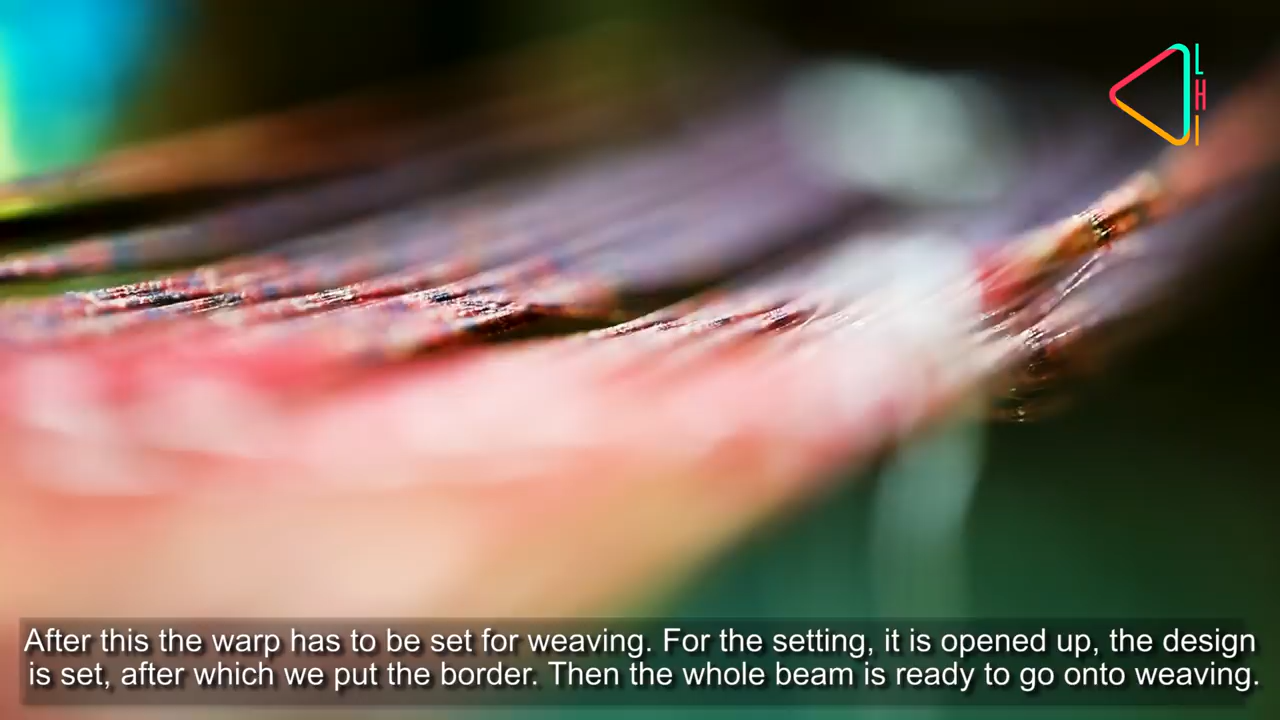 L
H
I
After this the warp has to be set for weaving. For the setting, it is opened up, the design
is set, after which we put the border. Then the whole beam is ready to go onto weaving.